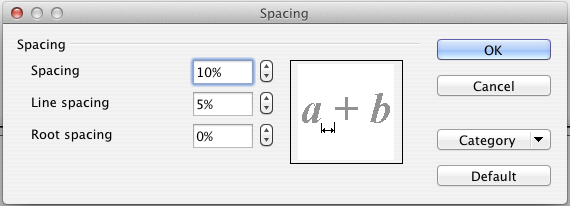 Spacing
Spacing
Spacing 10%
Line spacing 5%
Root spacing 0%
a + b
OK
Cancel
Category
Default